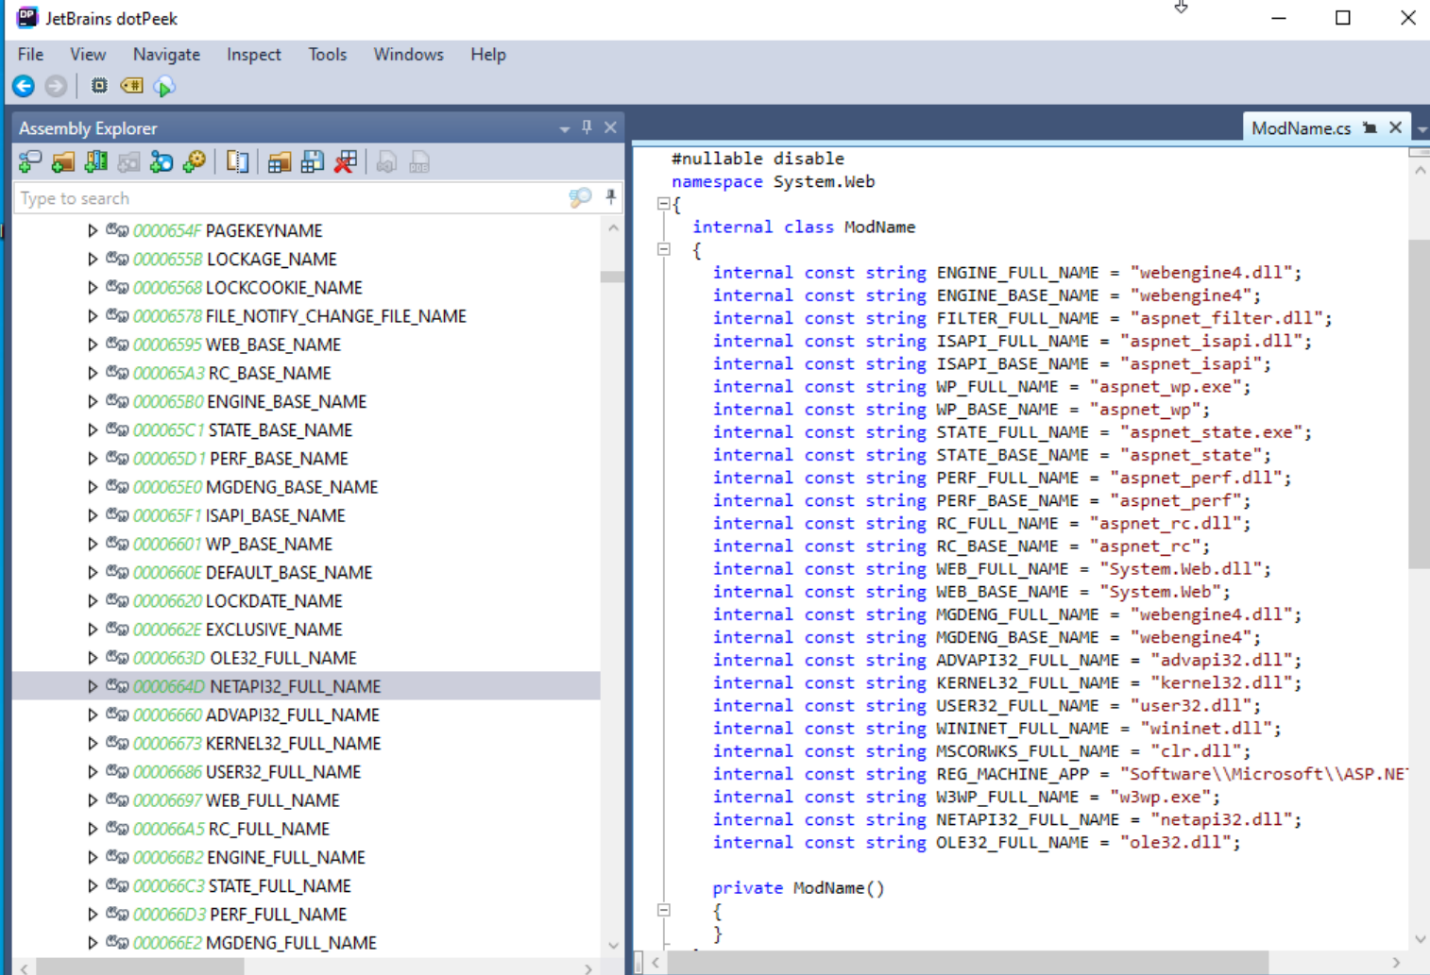 JetBrains dotPeek
File View Navigate Inspect Tools Windows Help
Assembly Explorer
Type to search
0000654F PAGEKEYNAME
0000655B LOCKAGE_NAME
00006568 LOCKCOOKIE_NAME
00006578 FILE_NOTIFY_CHANGE_FILE_NAME
00006595 WEB_BASE_NAME
000065A3 RC_BASE_NAME
000065B0 ENGINE_BASE_NAME
000065C1 STATE_BASE_NAME
000065D1 PERF_BASE_NAME
000065E0 MGDENG_BASE_NAME
000065F1 ISAPI_BASE_NAME
00006601 WP_BASE_NAME
0000660E DEFAULT_BASE_NAME
00006620 LOCKDATE_NAME
0000662E EXCLUSIVE_NAME
0000663D OLE32_FULL_NAME
0000664D NETAPI32_FULL_NAME
00006660 ADVAPI32_FULL_NAME
00006673 KERNEL32_FULL_NAME
00006686 USER32_FULL_NAME
00006697 WEB_FULL_NAME
000066A5 RC_FULL_NAME
000066B2 ENGINE_FULL_NAME
000066C3 STATE_FULL_NAME
000066D3 PERF_FULL_NAME
000066E2 MGDENG_FULL_NAME
ModName.cs
#nullable disable
namespace System.Web
{
internal class ModName
{
internal const string ENGINE_FULL_NAME = "webengine4.dll";
internal const string ENGINE_BASE_NAME = "webengine4";
internal const string FILTER_FULL_NAME = "aspnet_filter.dll";
internal const string ISAPI_FULL_NAME = "aspnet_isapi.dll";
internal const string ISAPI_BASE_NAME = "aspnet_isapi";
internal const string WP_FULL_NAME = "aspnet_wp.exe";
internal const string WP_BASE_NAME = "aspnet_wp";
internal const string STATE_FULL_NAME = "aspnet_state.exe";
internal const string STATE_BASE_NAME = "aspnet_state";
internal const string PERF_FULL_NAME = "aspnet_perf.dll";
internal const string PERF_BASE_NAME = "aspnet_perf";
internal const string RC_FULL_NAME = "aspnet_rc.dll";
internal const string RC_BASE_NAME = "aspnet_rc";
internal const string WEB_FULL_NAME = "System.Web.dll";
internal const string WEB_BASE_NAME = "System.Web";
internal const string MGDENG_FULL_NAME = "webengine4.dll";
internal const string MGDENG_BASE_NAME = "webengine4";
internal const string ADVAPI32_FULL_NAME = "advapi32.dll";
internal const string KERNEL32_FULL_NAME = "kernel32.dll";
internal const string USER32_FULL_NAME = "user32.dll";
internal const string WININET_FULL_NAME = "wininet.dll";
internal const string MSCORWKS_FULL_NAME = "clr.dll";
internal const string REG_MACHINE_APP = "Software\\Microsoft\\ASP.NET
internal const string W3WP_FULL_NAME = "w3wp.exe";
internal const string NETAPI32_FULL_NAME = "netapi32.dll";
internal const string OLE32_FULL_NAME = "ole32.dll";
private ModName()
{
}